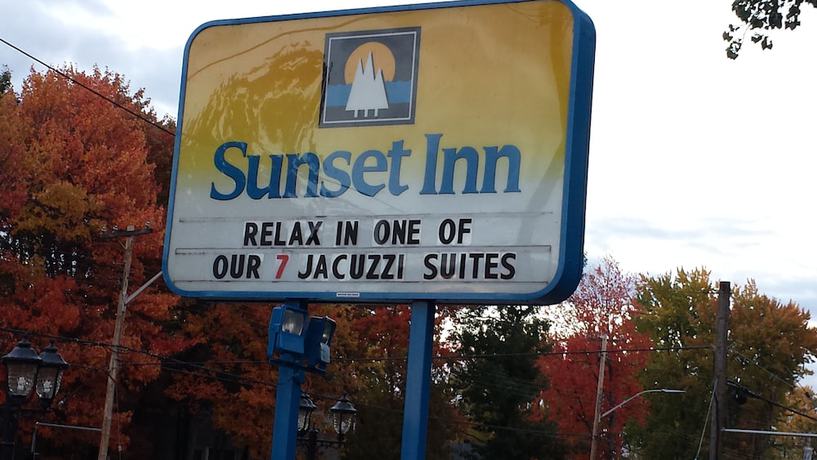 Sunset Inn
RELAX IN ONE OF
OUR 7 JACUZZI SUITES